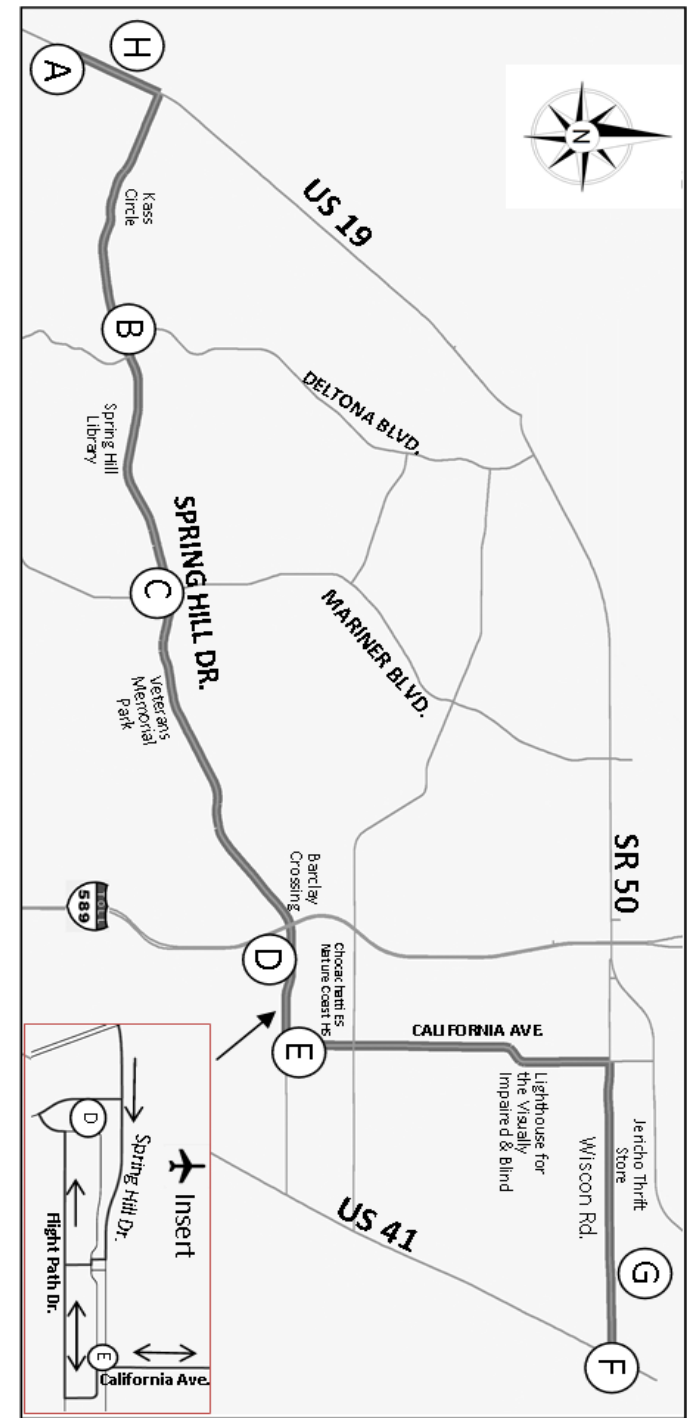 H
A
N
US 19
Kass
Circle
B
DELTONA BLVD.
Spring Hill
Library
SPRING HILL DR.
C
MARINER BLVD.
Veterans
Memorial
Park
SR 50
Barclay
Crossing
TOLL
589
D
Chocachatti ES
Nature Coast HS
E
CALIFORNIA AVE
Lighthouse for
the Visually
Impaired & Blind
Jericho Thrift
Store
Wiscon Rd.
G
US 41
F
Insert
Spring Hill Dr.
D
Flight Path Dr.
E
California Ave.